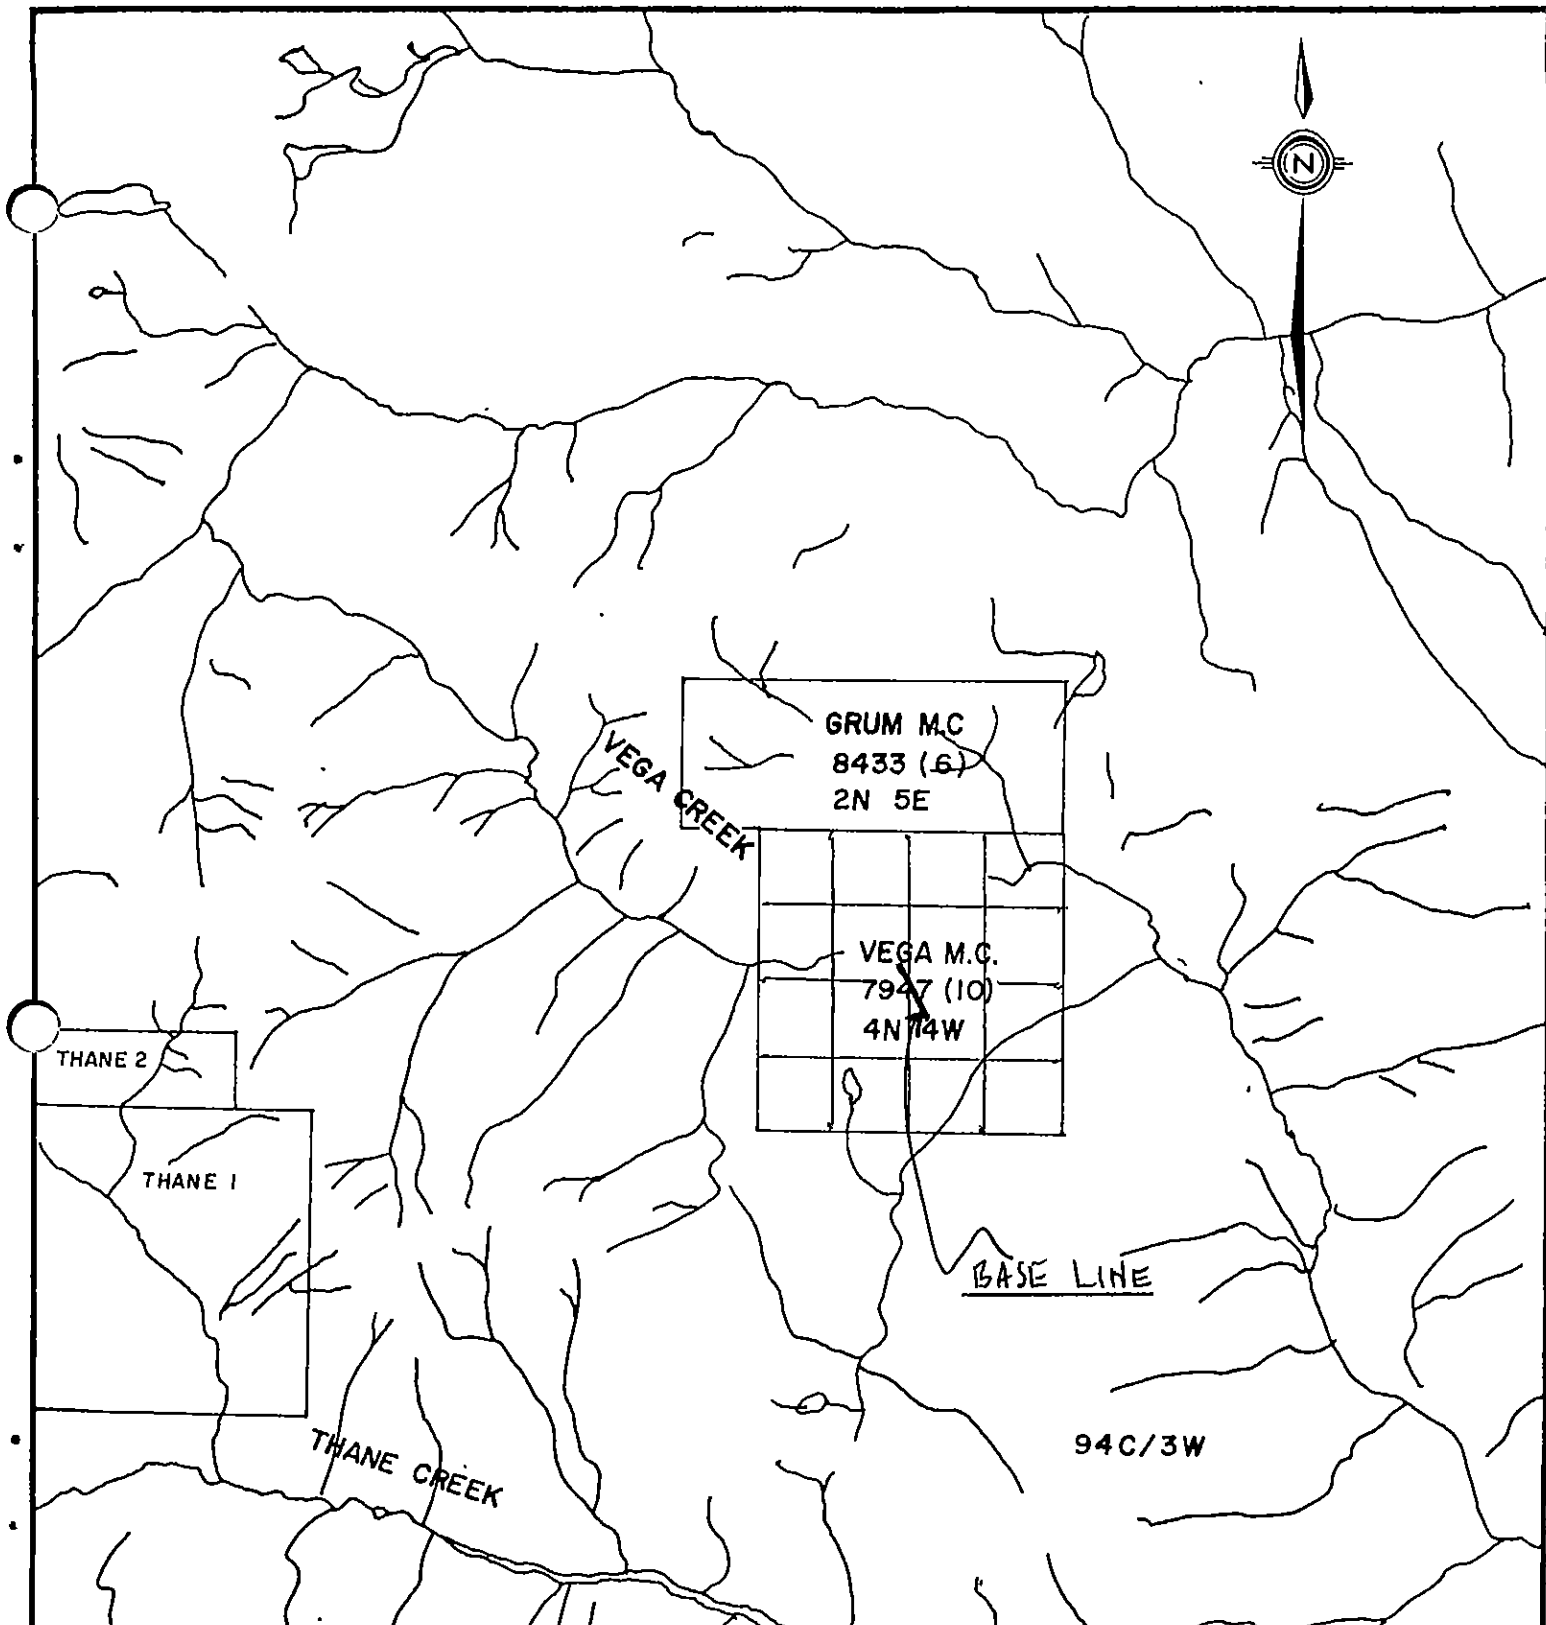 N
GRUM M.C
8433 (6)
2N 5E
VEGA CREEK
VEGA M.C.
7947 (10)
4N 4W
THANE 2
THANE 1
BASE LINE
94C/3W
THANE CREEK